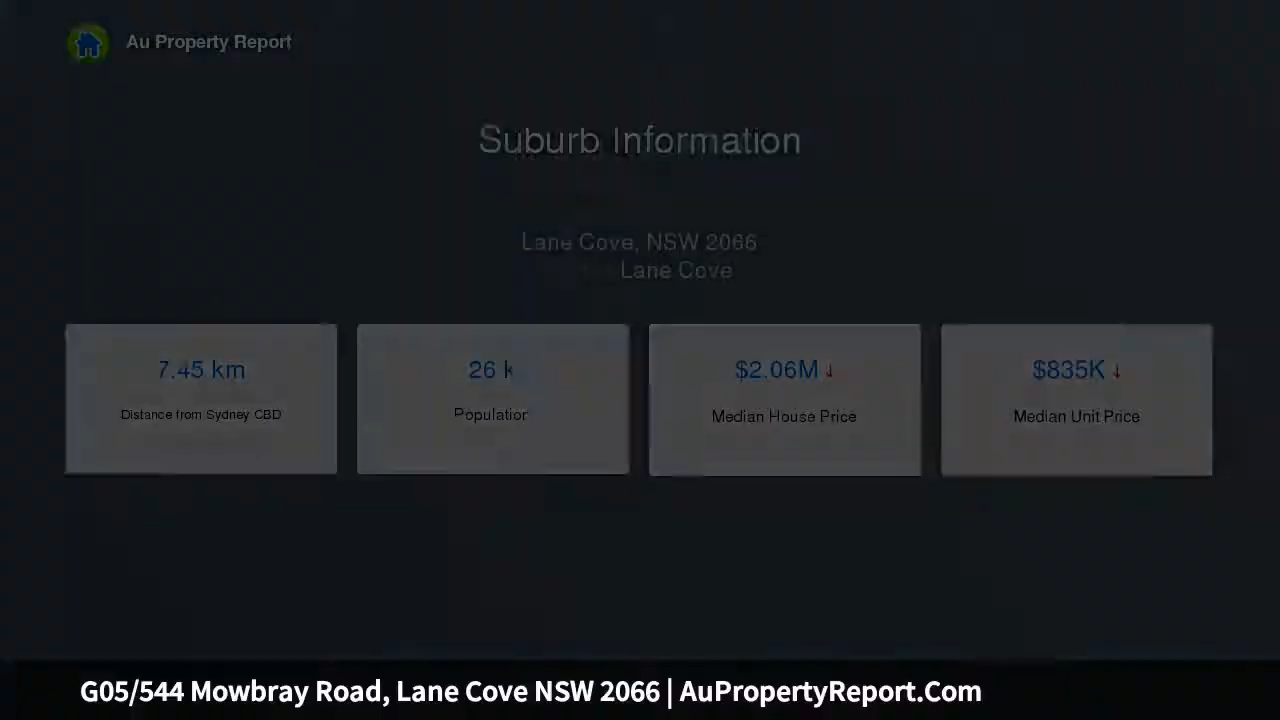 Au Property Report
Suburb Information
Lane Cove, NSW 2066
Lane Cove
7.45 km
Distance from Sydney CBD
26 k
Population
$2.06M ↓
Median House Price
$835K ↓
Median Unit Price
G05/544 Mowbray Road, Lane Cove NSW 2066 | AuPropertyReport.Com